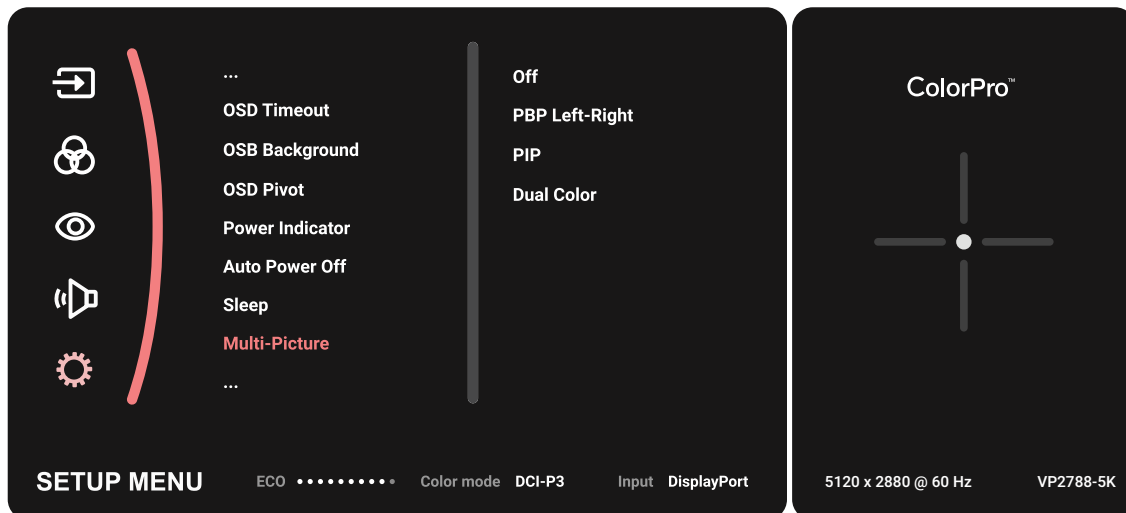 ...
OSD Timeout
OSB Background
OSD Pivot
Power Indicator
Auto Power Off
Sleep
Multi-Picture
...
Off
PBP Left-Right
PIP
Dual Color
SETUP MENU
ECO
Color mode DCI-P3
Input DisplayPort
ColorPro™
5120 x 2880 @ 60 Hz
VP2788-5K